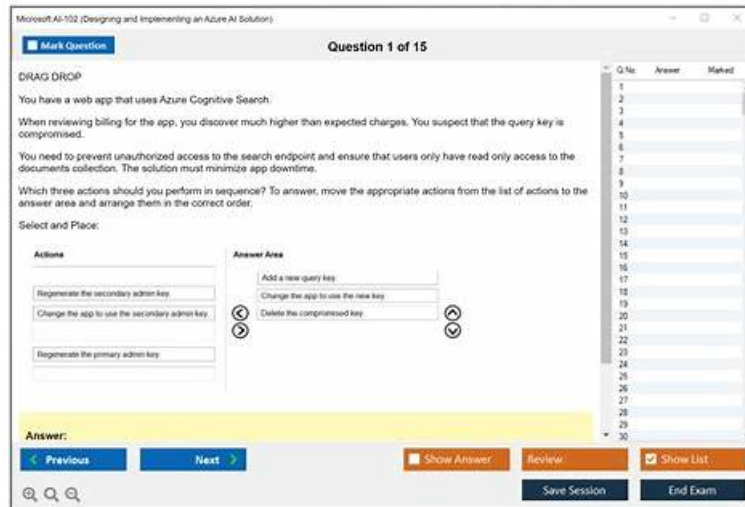 Microsoft AI-102 (Designing and Implementing an Azure AI Solution)
Mark Question
Question 1 of 15
DRAG DROP
You have a web app that uses Azure Cognitive Search.
When reviewing billing for the app, you discover much higher than expected charges. You suspect that the query key is
compromised.
You need to prevent unauthorized access to the search endpoint and ensure that users only have read only access to the
documents collection. The solution must minimize app downtime.
Which three actions should you perform in sequence? To answer, move the appropriate actions from the list of actions to the
answer area and arrange them in the correct order.
Select and Place:
Actions
Regenerate the secondary admin key.
Change the app to use the secondary admin key.
Regenerate the primary admin key.
Answer Area
Add a new query key.
Change the app to use the new key.
Delete the compromised key.
Answer:
Q.No. Answer Marked
1
2
3
4
5
6
7
8
9
10
11
12
13
14
15
16
17
18
19
20
21
22
23
24
25
26
27
28
29
30
Previous
Next
Show Answer
Review
Show List
Save Session
End Exam